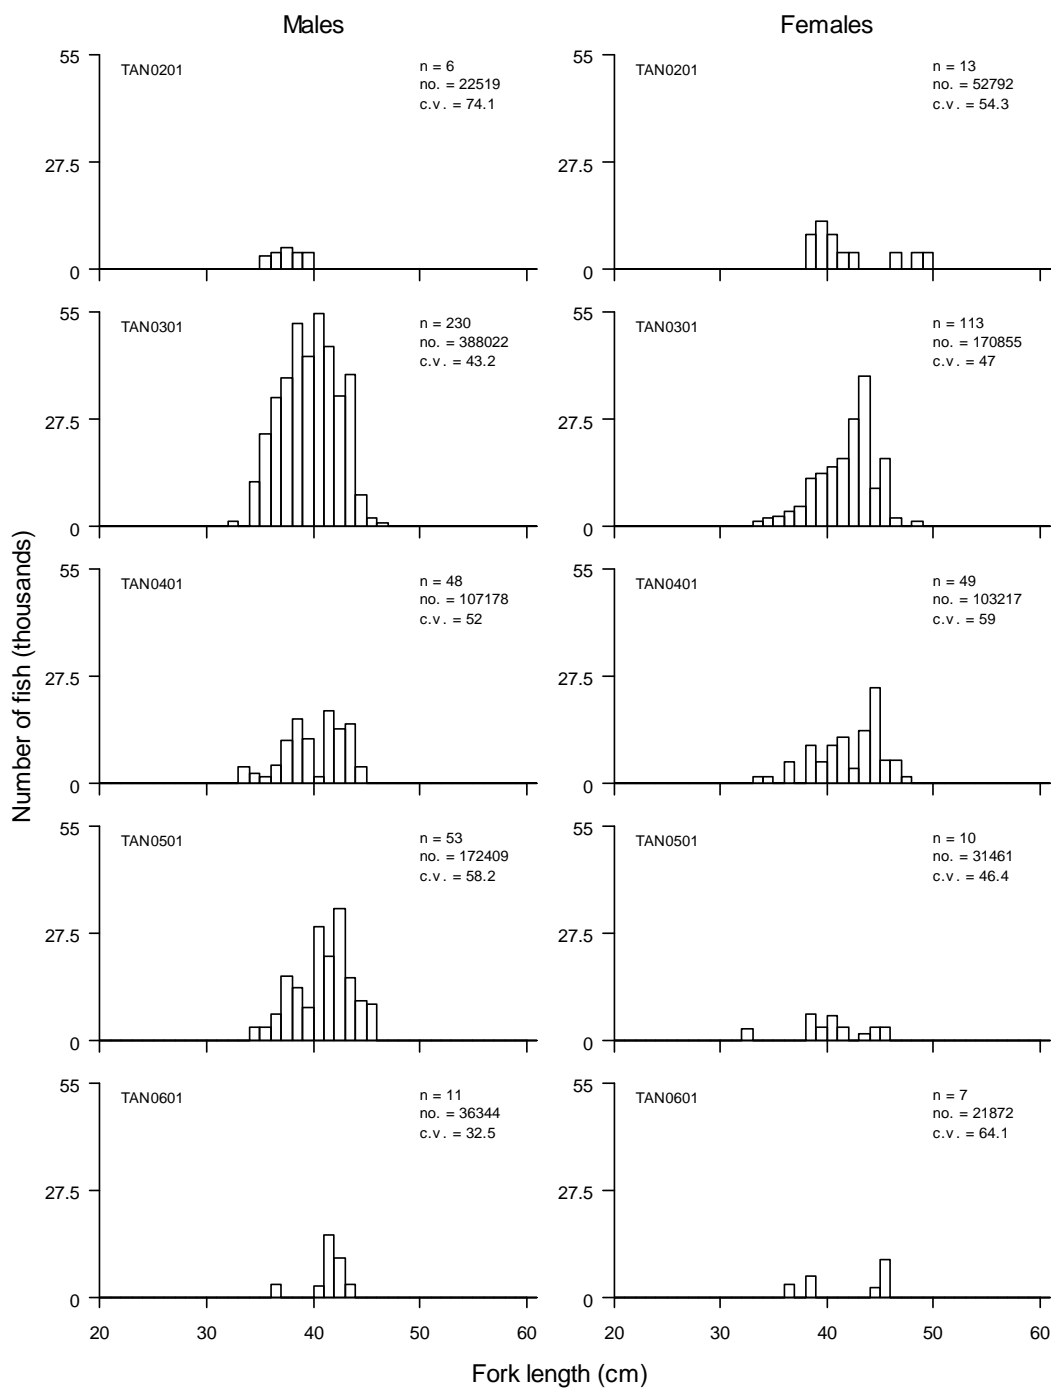 Males
Females
55
TAN0201
n = 6
no. = 22519
c.v. = 74.1
27.5
0
55
TAN0201
n = 13
no. = 52792
c.v. = 54.3
27.5
0
55
TAN0301
n = 230
no. = 388022
c.v. = 43.2
27.5
0
55
TAN0301
n = 113
no. = 170855
c.v. = 47
27.5
0
55
TAN0401
n = 48
no. = 107178
c.v. = 52
27.5
0
55
TAN0401
n = 49
no. = 103217
c.v. = 59
27.5
0
55
TAN0501
n = 53
no. = 172409
c.v. = 58.2
27.5
0
55
TAN0501
n = 10
no. = 31461
c.v. = 46.4
27.5
0
55
TAN0601
n = 11
no. = 36344
c.v. = 32.5
27.5
0
55
TAN0601
n = 7
no. = 21872
c.v. = 64.1
27.5
0
20 30 40 50 60
20 30 40 50 60
Number of fish (thousands)
Fork length (cm)